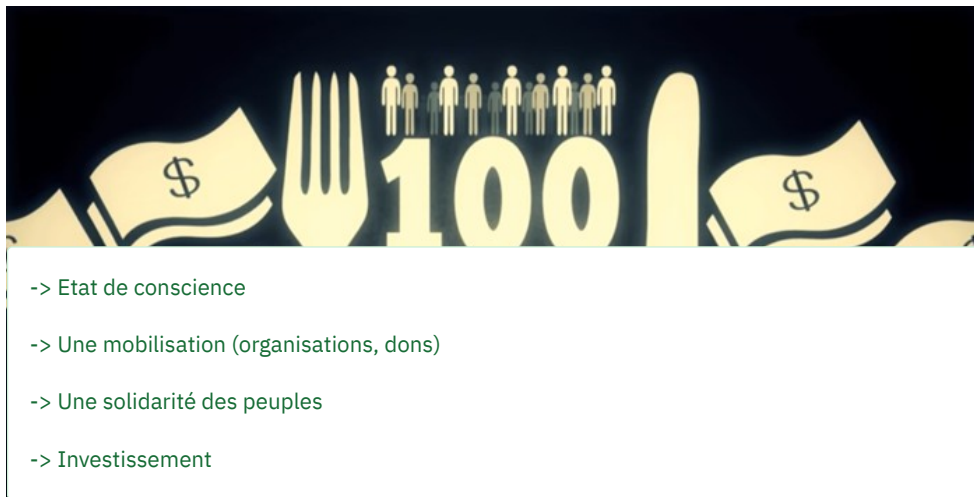 $ 100 $
-> Etat de conscience
-> Une mobilisation (organisations, dons)
-> Une solidarité des peuples
-> Investissement